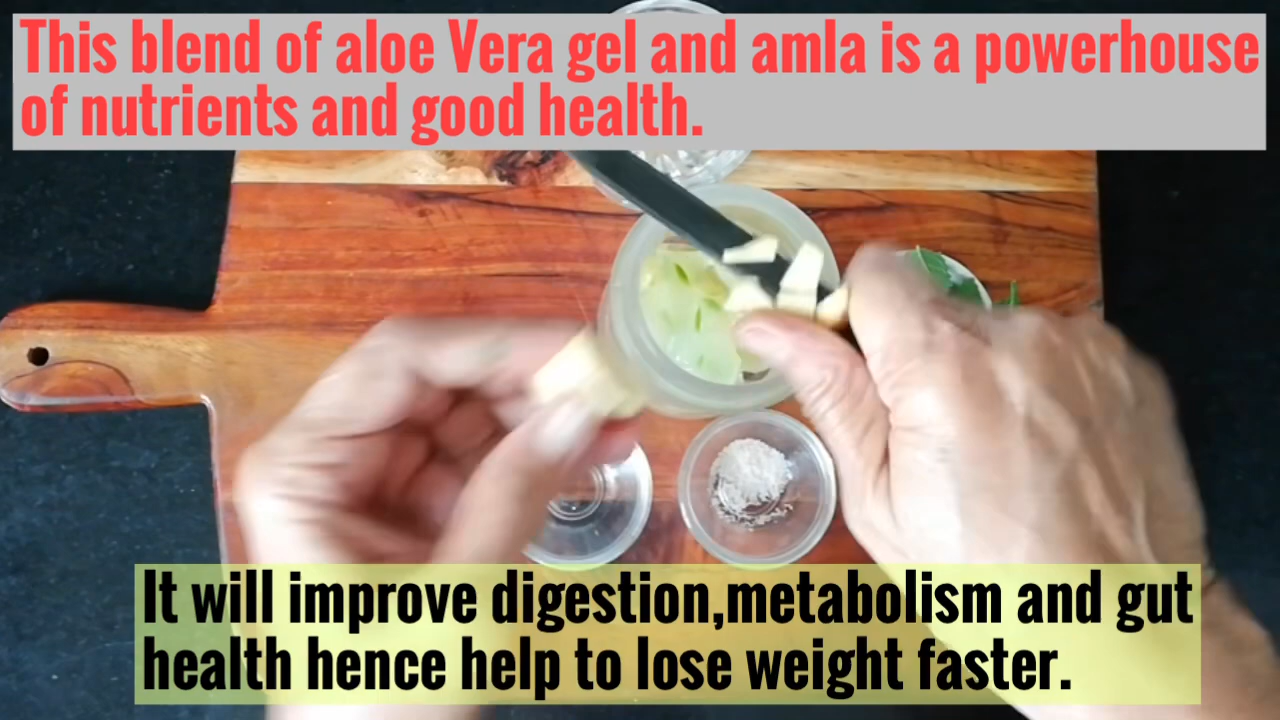 This blend of aloe Vera gel and amla is a powerhouse
of nutrients and good health.
It will improve digestion,metabolism and gut
health hence help to lose weight faster.